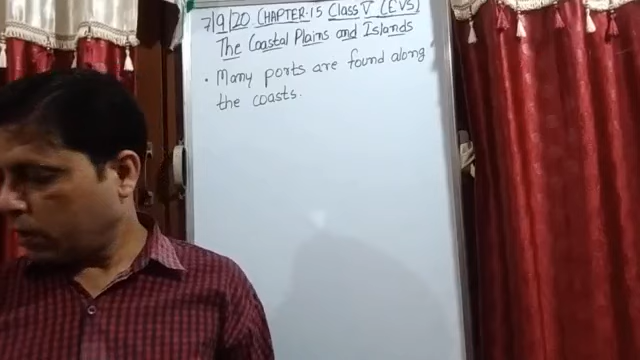 7/9/20 CHAPTER-15 Class V (EVS)
The Coastal Plains and Islands
• Many ports are found along
the coasts.